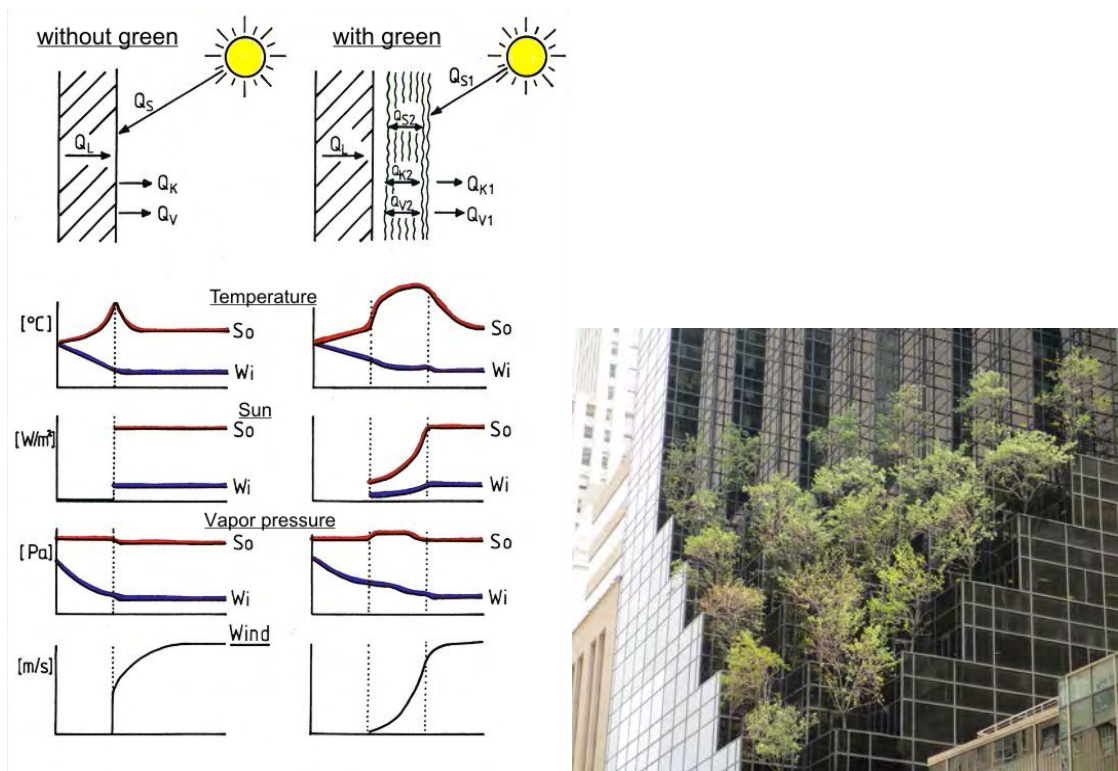 without green
with green
Q_S
Q_S1
Q_S2
Q_L
Q_L
Q_K
Q_K2
Q_K1
Q_V
Q_V2
Q_V1
Temperature
[°C]
So
So
Wi
Wi
Sun
[W/m²]
So
So
Wi
Wi
Vapor pressure
[Pa]
So
So
Wi
Wi
Wind
[m/s]